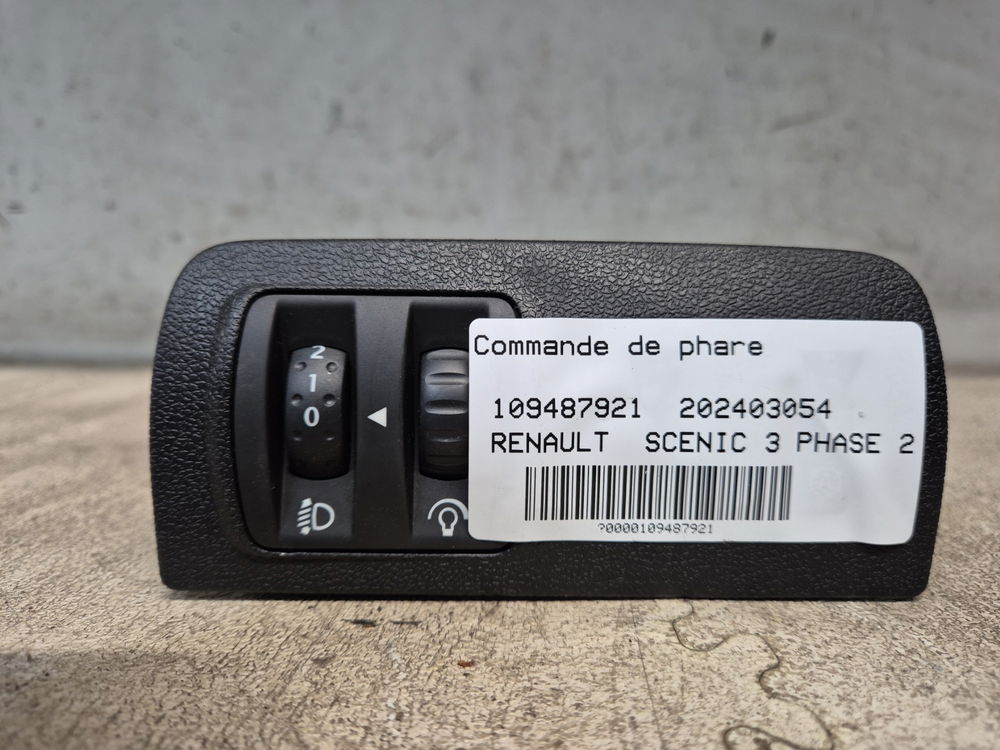 2
1
0
Commande de phare
109487921 202403054
RENAULT SCENIC 3 PHASE 2
?0000109487921